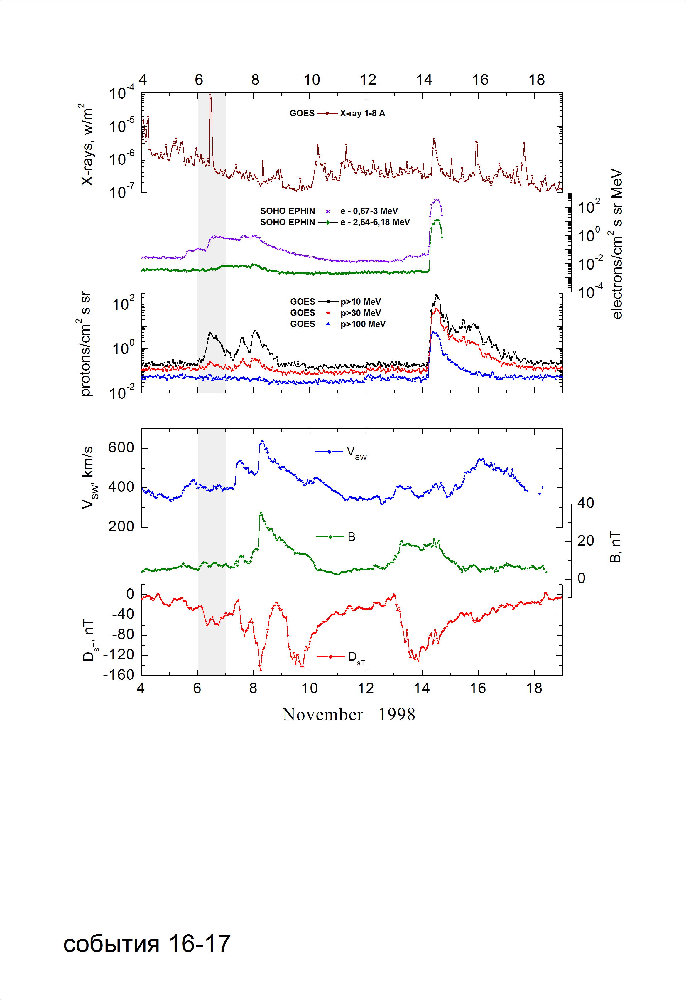 4 6 8 10 12 14 16 18
X-rays, w/m²
10⁻⁴
10⁻⁵
10⁻⁶
10⁻⁷
GOES X-ray 1-8 A
SOHO EPHIN e - 0,67-3 MeV
SOHO EPHIN e - 2,64-6,18 MeV
10²
10⁰
10⁻²
10⁻⁴
electrons/cm² s sr MeV
protons/cm² s sr
10²
10⁰
10⁻²
GOES p>10 MeV
GOES p>30 MeV
GOES p>100 MeV
V_SW, km/s
600
400
200
V_SW
B
40
20
0
B, nT
D_sT, nT
0
-40
-80
-120
-160
D_sT
4 6 8 10 12 14 16 18
November 1998
события 16-17